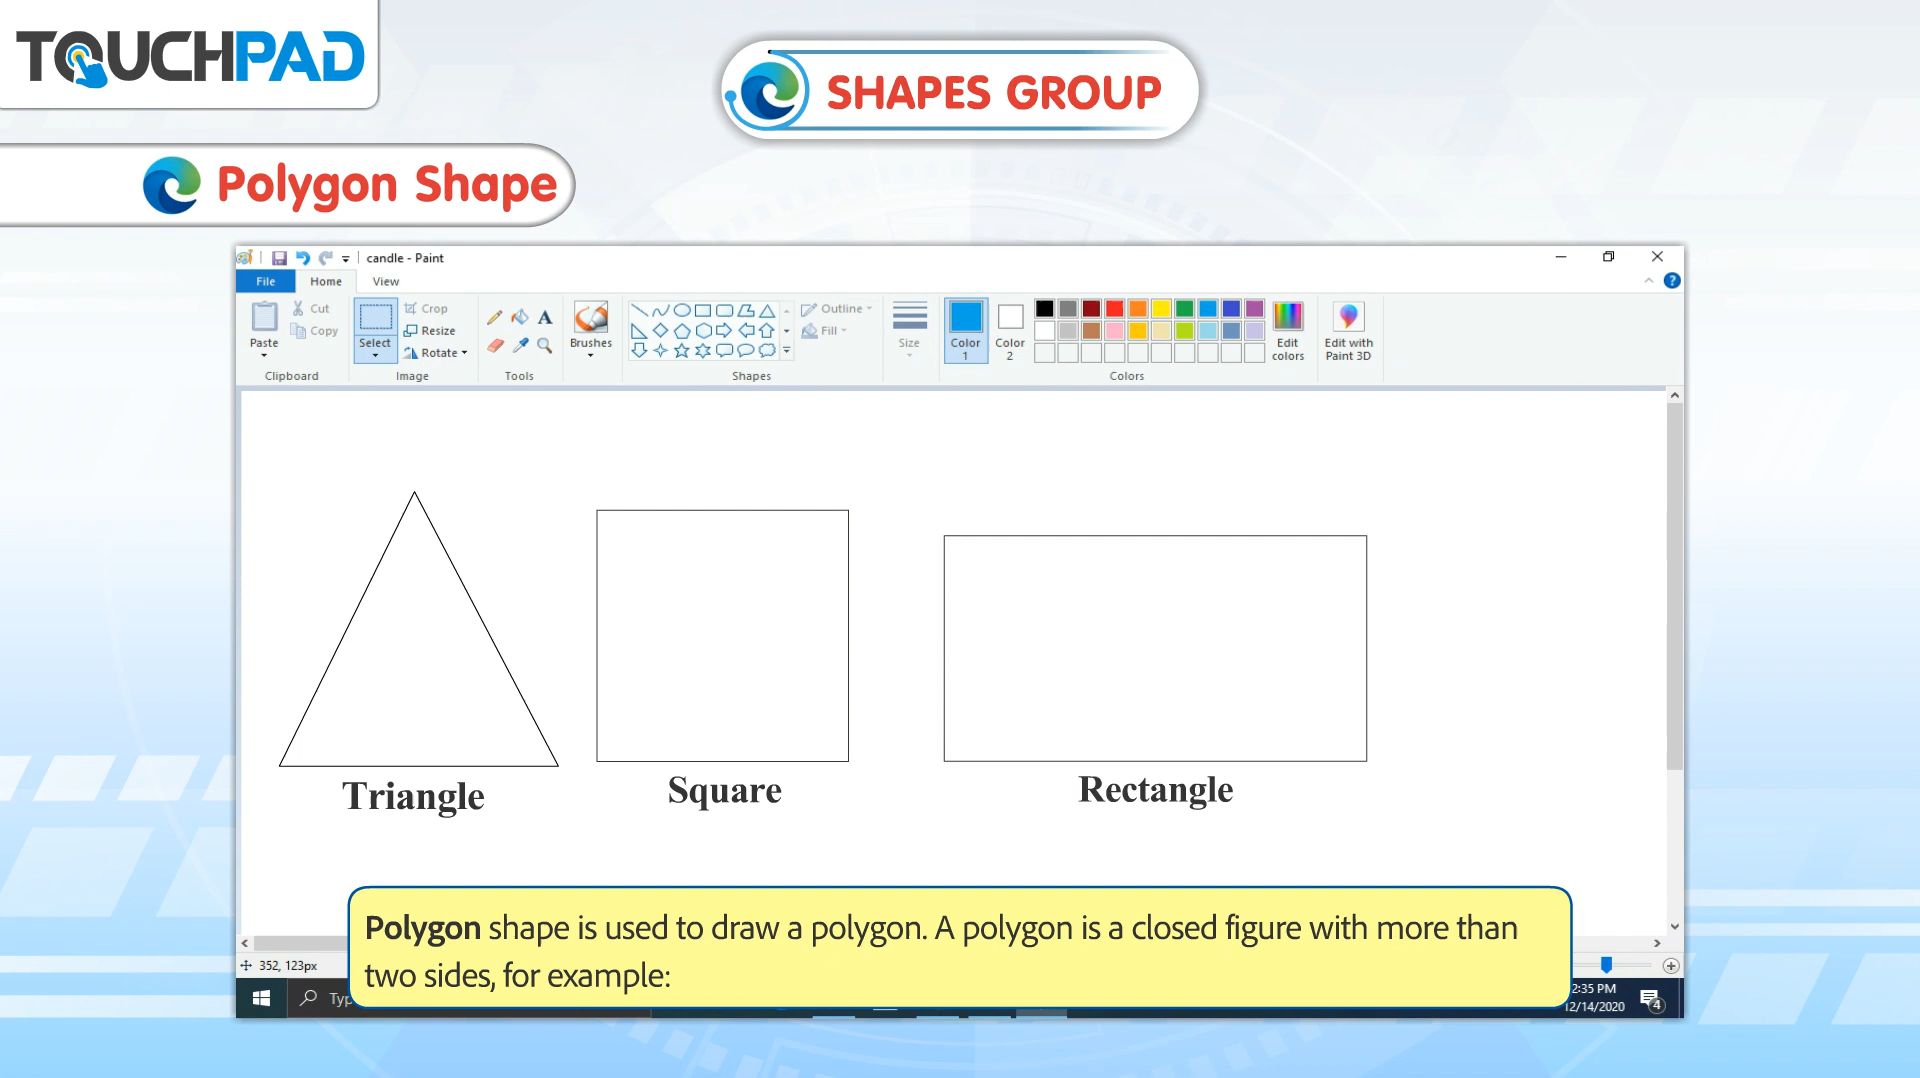 TOUCHPAD
SHAPES GROUP
Polygon Shape
candle - Paint
File Home View
Paste
Cut
Copy
Clipboard
Select
Crop
Resize
Rotate
Image
A
Tools
Brushes
Shapes
Outline
Fill
Size
Color 1
Color 2
Edit colors
Colors
Edit with Paint 3D
Triangle
Square
Rectangle
Polygon shape is used to draw a polygon. A polygon is a closed figure with more than
two sides, for example:
352, 123px
2:35 PM
12/14/2020
4